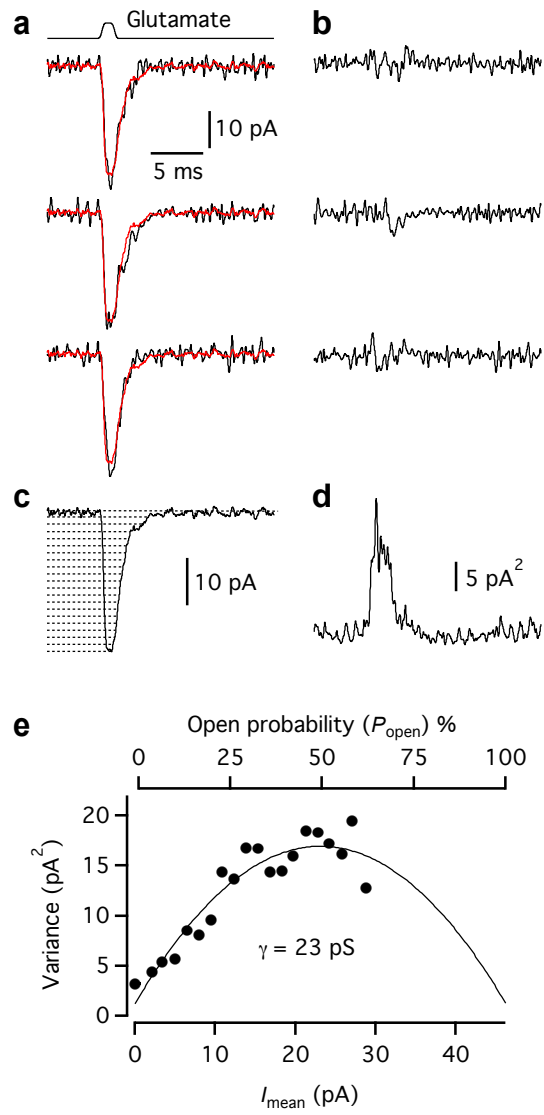 a
Glutamate
b
10 pA
5 ms
c
d
10 pA
5 pA²
e
Open probability (Popen) %
0 25 50 75 100
20
15
10
5
0
Variance (pA²)
γ = 23 pS
0 10 20 30 40
Imean (pA)